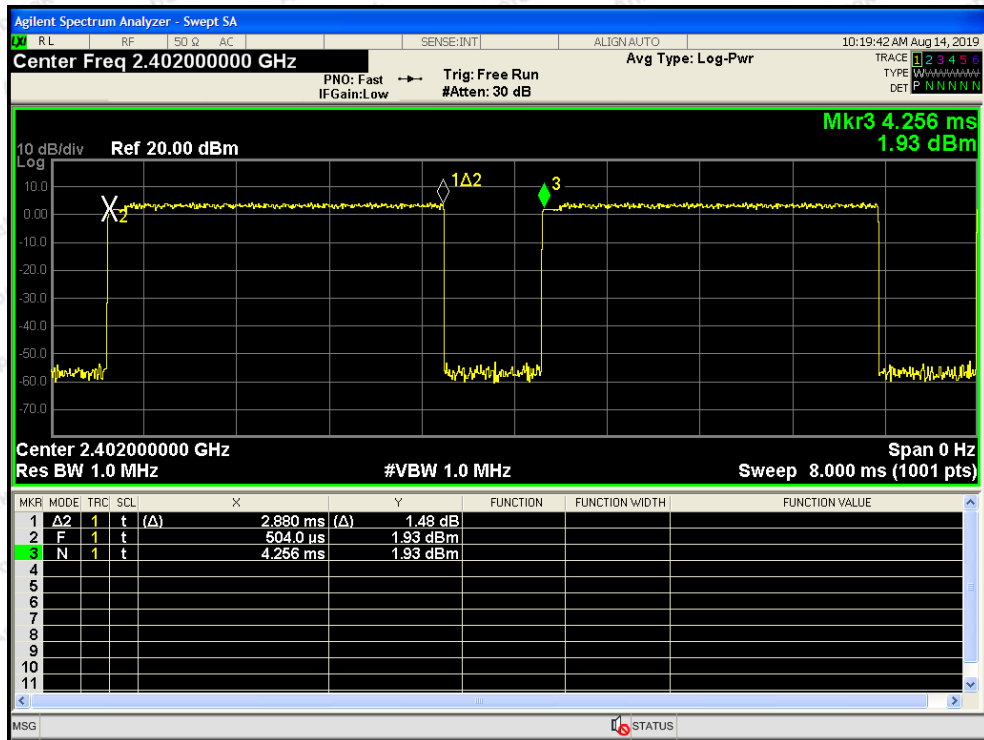 Agilent Spectrum Analyzer - Swept SA
LXI RL RF 50 Ω AC SENSE:INT ALIGNAUTO 10:19:42 AM Aug 14, 2019
Center Freq 2.402000000 GHz Avg Type: Log-Pwr TRACE 1 2 3 4 5 6
PNO: Fast Trig: Free Run TYPE WWWWWW
IFGain:Low #Atten: 30 dB DET P N N N N N
Mkr3 4.256 ms
10 dB/div Ref 20.00 dBm 1.93 dBm
Log
10.0
0.00
-10.0
-20.0
-30.0
-40.0
-50.0
-60.0
-70.0
X2 1Δ2 3
Center 2.402000000 GHz Span 0 Hz
Res BW 1.0 MHz #VBW 1.0 MHz Sweep 8.000 ms (1001 pts)
MKR MODE TRC SCL X Y FUNCTION FUNCTION WIDTH FUNCTION VALUE
1 Δ2 1 t (Δ) 2.880 ms (Δ) 1.48 dB
2 F 1 t 504.0 µs 1.93 dBm
3 N 1 t 4.256 ms 1.93 dBm
4
5
6
7
8
9
10
11
MSG STATUS